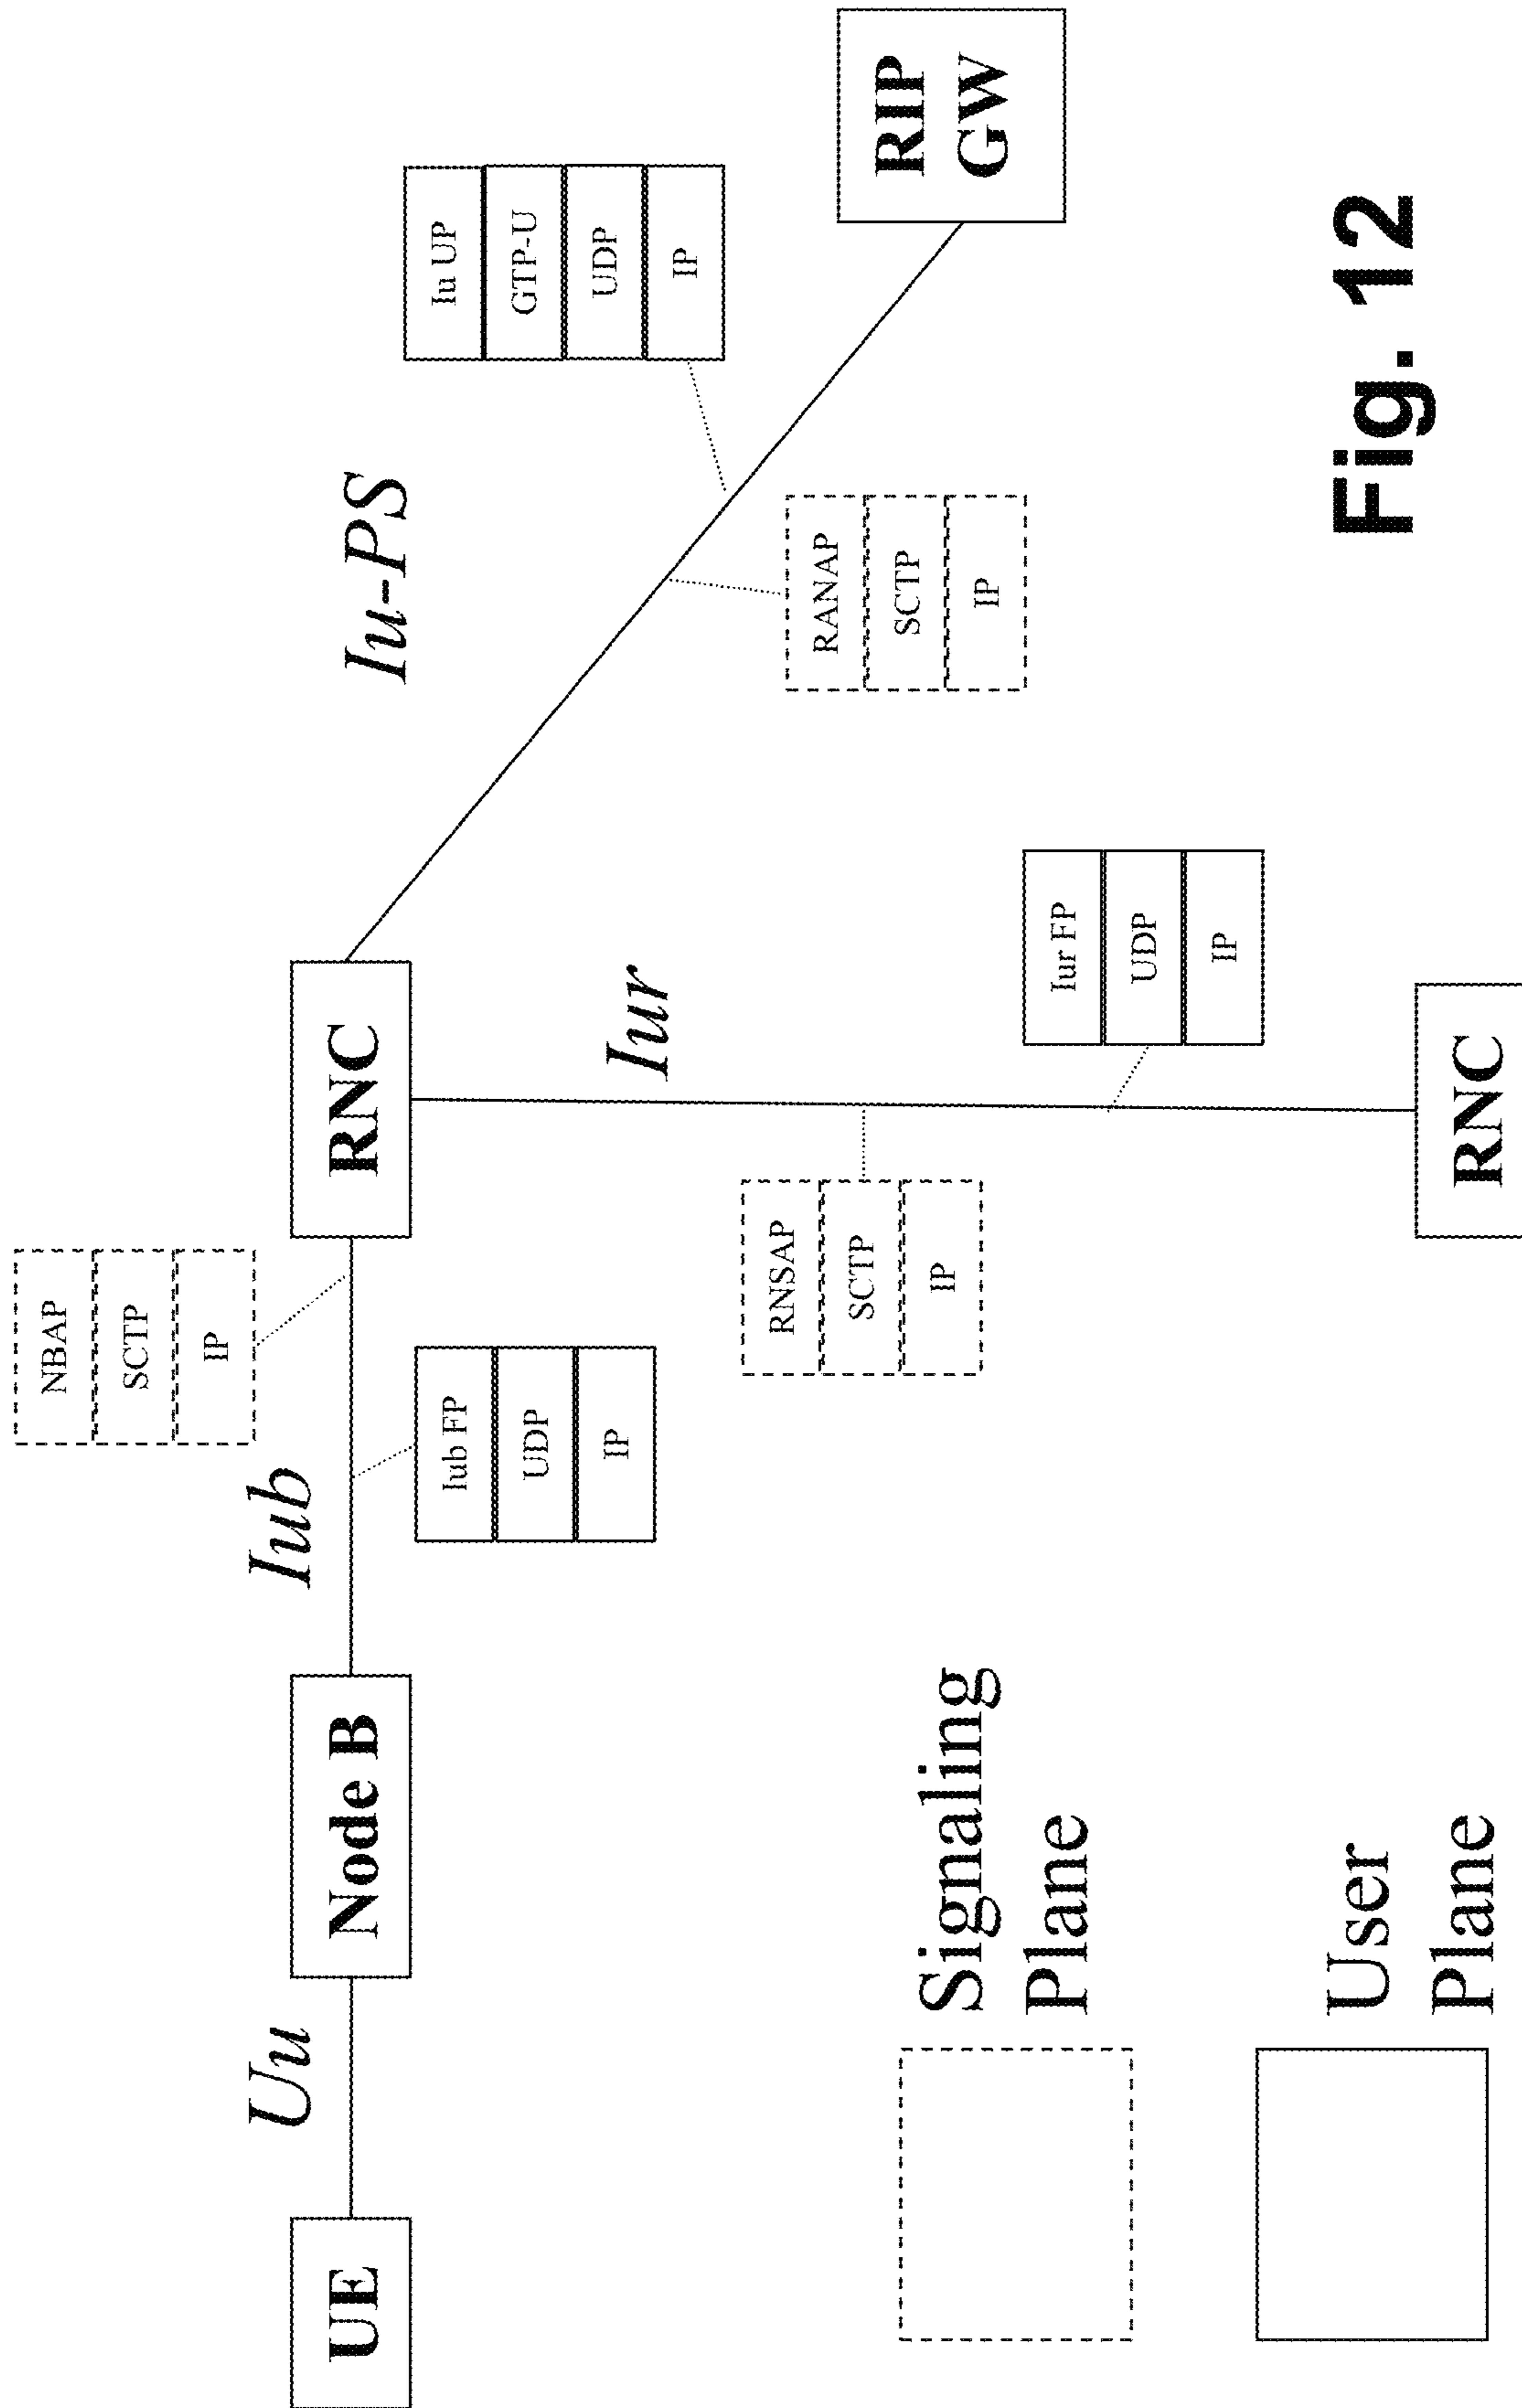 NBAP
SCTP
IP
Iu-PS
Iu UP
GTP-U
UDP
IP
Uu
Iub
UE
Node B
RNC
Iub FP
UDP
IP
Iur
RNSAP
SCTP
IP
RANAP
SCTP
IP
RIP
GW
Iur FP
UDP
IP
Signaling
Plane
User
Plane
RNC
Fig. 12